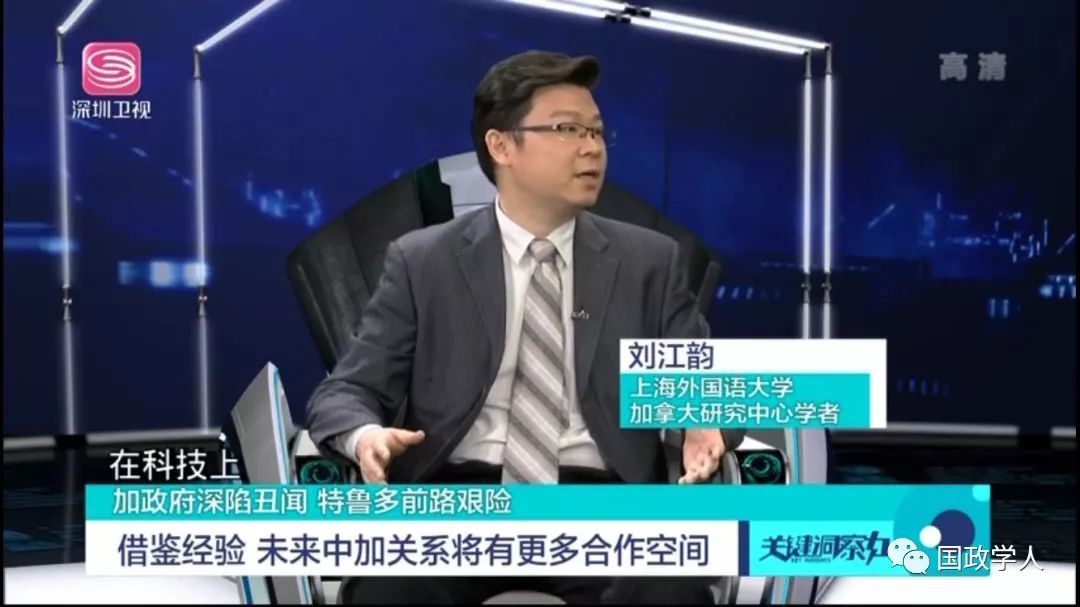 深圳卫视
高清
刘江韵
上海外国语大学
加拿大研究中心学者
在科技上
加政府深陷丑闻 特鲁多前路艰险
借鉴经验 未来中加关系将有更多合作空间
关键洞察力
KEY INSIGHTS
国政学人